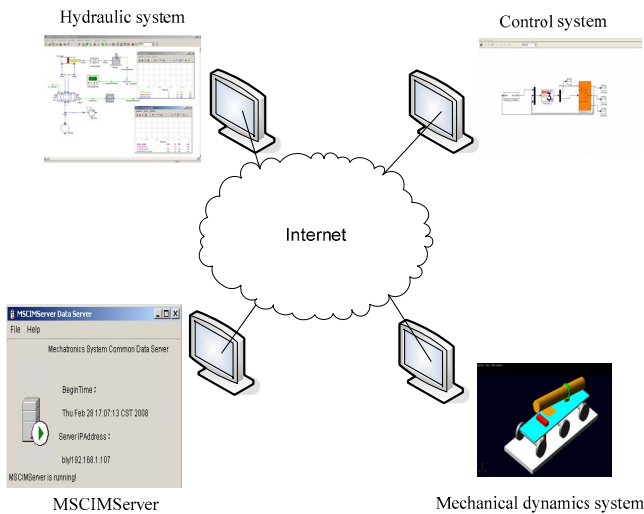 Hydraulic system
Control system
Internet
MSCIMServer Data Server
File Help
Mechatronics System Common Data Server
BeginTime：
Thu Feb 28 17:07:13 CST 2008
Server IPAddress：
blyf192.168.1.107
MSCIMServer is running!
MSCIMServer
Mechanical dynamics system